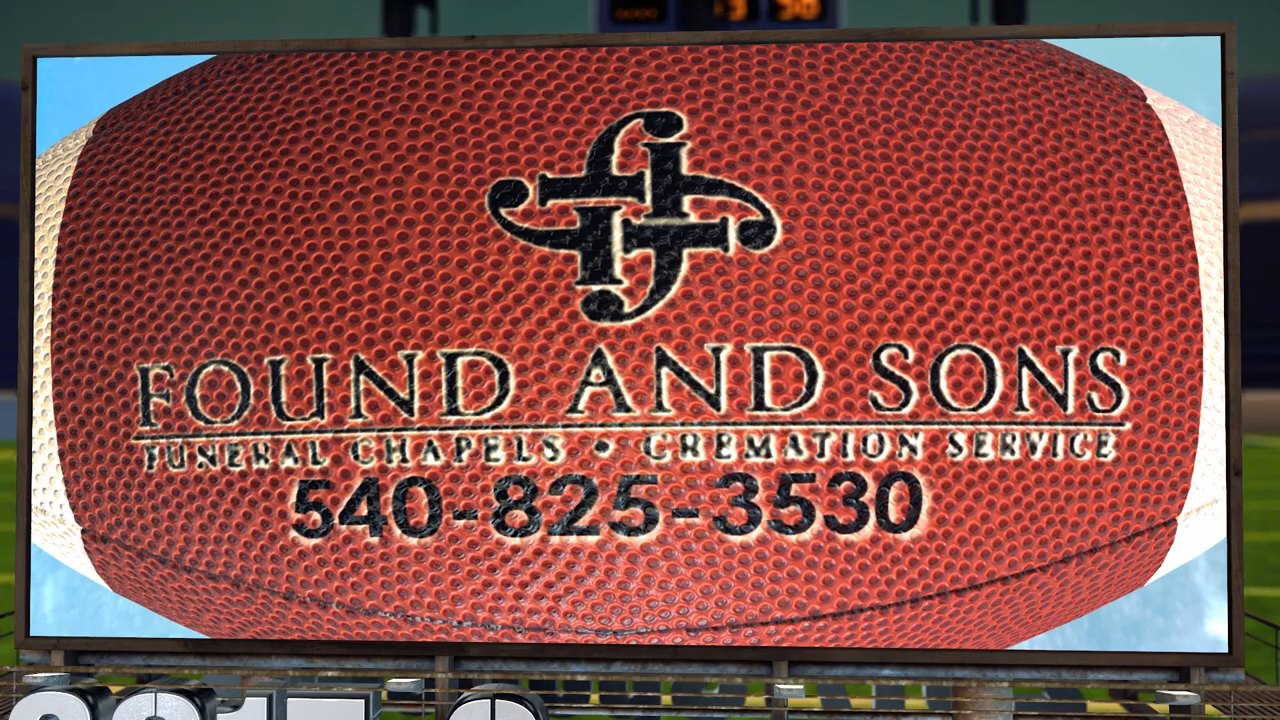 FOUND AND SONS
FUNERAL CHAPELS • CREMATION SERVICE
540-825-3530